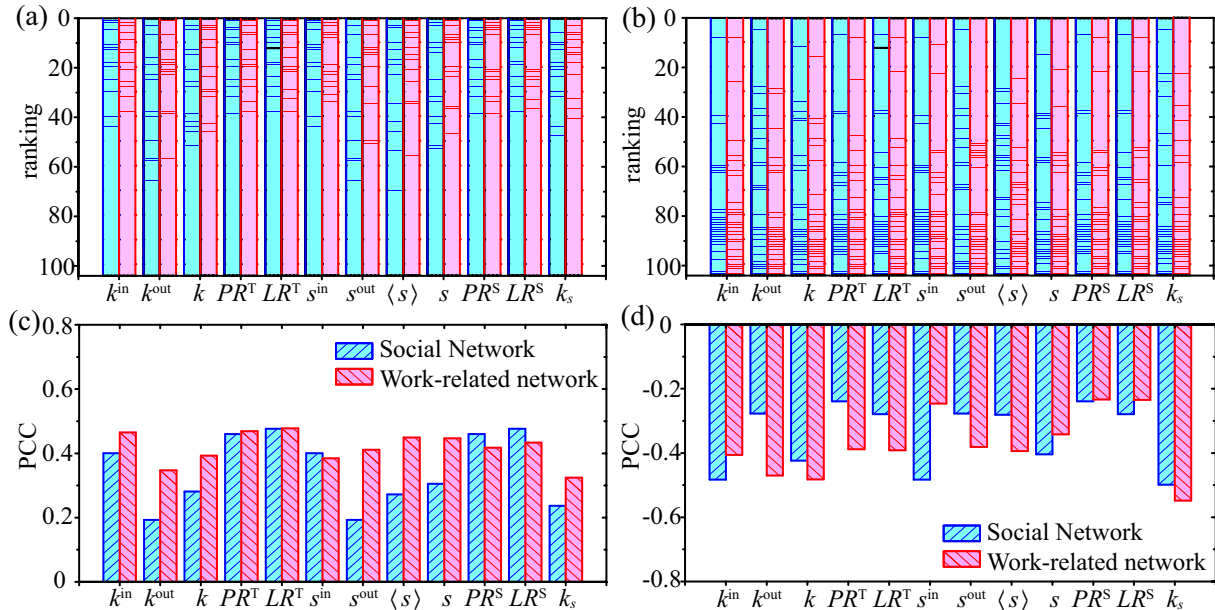 (a)
ranking
0
20
40
60
80
100
k^in k^out k PR^T LR^T s^in s^out ⟨s⟩ s PR^S LR^S k_s
(b)
ranking
0
20
40
60
80
100
k^in k^out k PR^T LR^T s^in s^out ⟨s⟩ s PR^S LR^S k_s
(c)
PCC
0.8
0.6
0.4
0.2
0
Social Network
Work-related network
k^in k^out k PR^T LR^T s^in s^out ⟨s⟩ s PR^S LR^S k_s
(d)
PCC
0
-0.2
-0.4
-0.6
-0.8
Social Network
Work-related network
k^in k^out k PR^T LR^T s^in s^out ⟨s⟩ s PR^S LR^S k_s